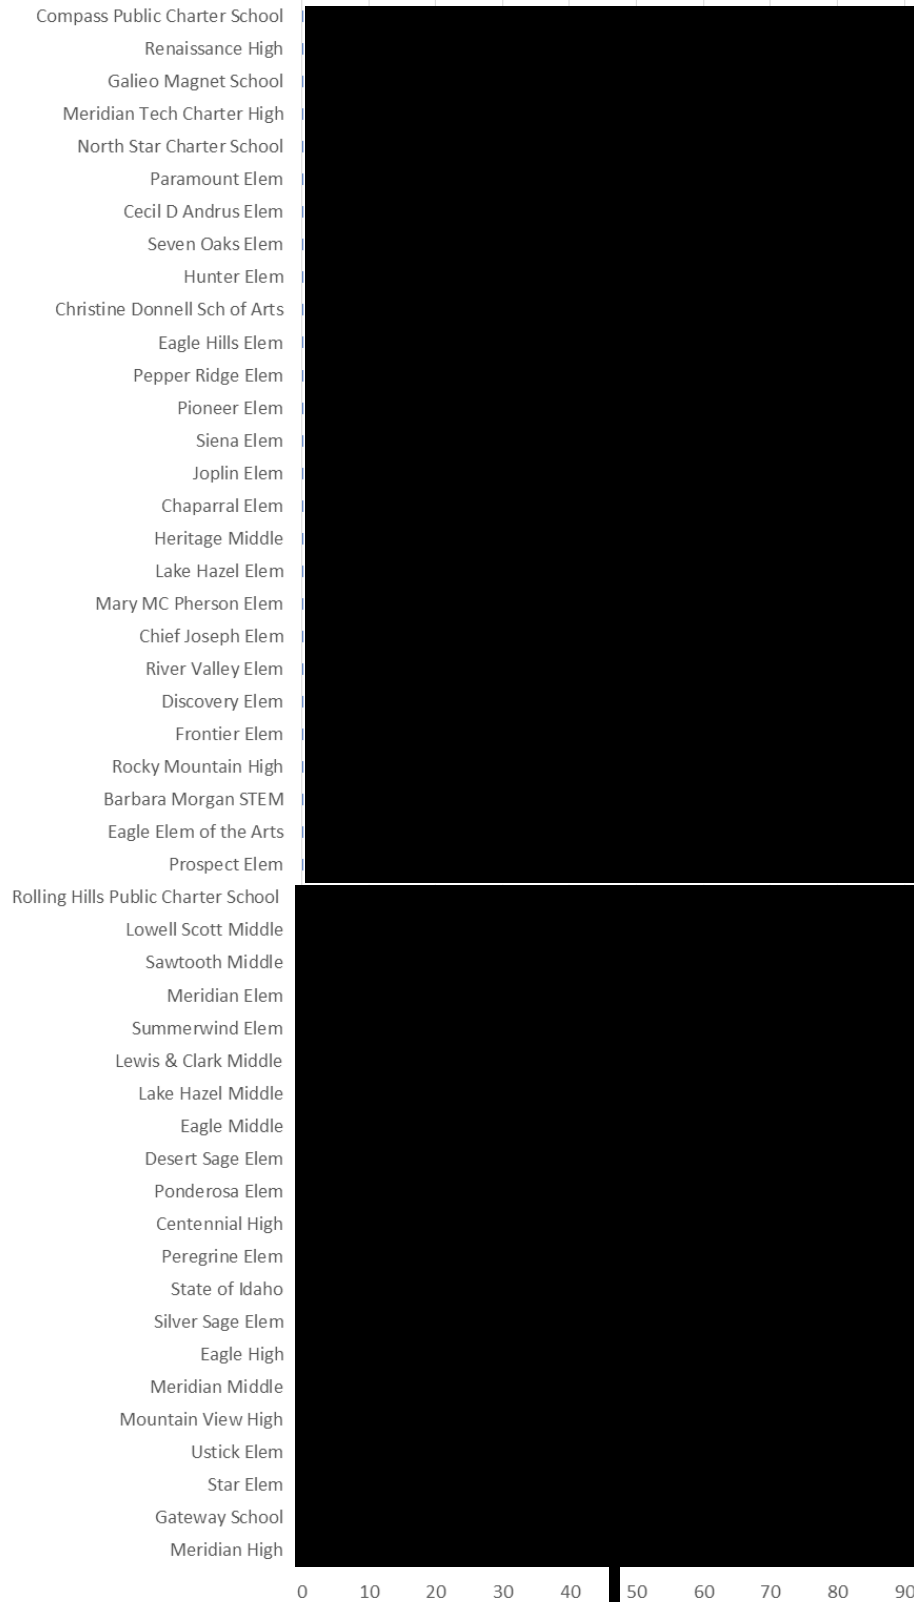 Compass Public Charter School
Renaissance High
Galieo Magnet School
Meridian Tech Charter High
North Star Charter School
Paramount Elem
Cecil D Andrus Elem
Seven Oaks Elem
Hunter Elem
Christine Donnell Sch of Arts
Eagle Hills Elem
Pepper Ridge Elem
Pioneer Elem
Siena Elem
Joplin Elem
Chaparral Elem
Heritage Middle
Lake Hazel Elem
Mary MC Pherson Elem
Chief Joseph Elem
River Valley Elem
Discovery Elem
Frontier Elem
Rocky Mountain High
Barbara Morgan STEM
Eagle Elem of the Arts
Prospect Elem
Rolling Hills Public Charter School
Lowell Scott Middle
Sawtooth Middle
Meridian Elem
Summerwind Elem
Lewis & Clark Middle
Lake Hazel Middle
Eagle Middle
Desert Sage Elem
Ponderosa Elem
Centennial High
Peregrine Elem
State of Idaho
Silver Sage Elem
Eagle High
Meridian Middle
Mountain View High
Ustick Elem
Star Elem
Gateway School
Meridian High
0 10 20 30 40 50 60 70 80 90